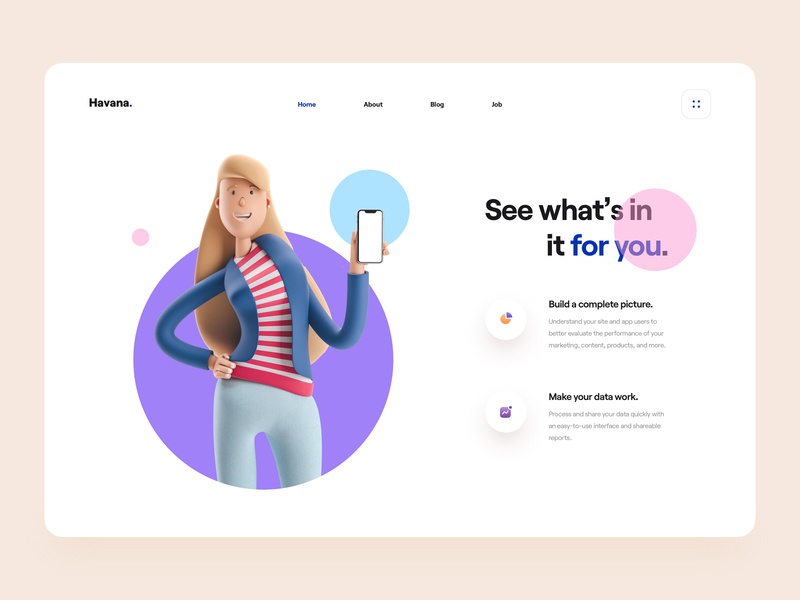 Havana.
Home
About
Blog
Job
See what's in
it for you.
Build a complete picture.
Understand your site and app users to
better evaluate the performance of your
marketing, content, products, and more.
Make your data work.
Process and share your data quickly with
an easy-to-use interface and shareable
reports.